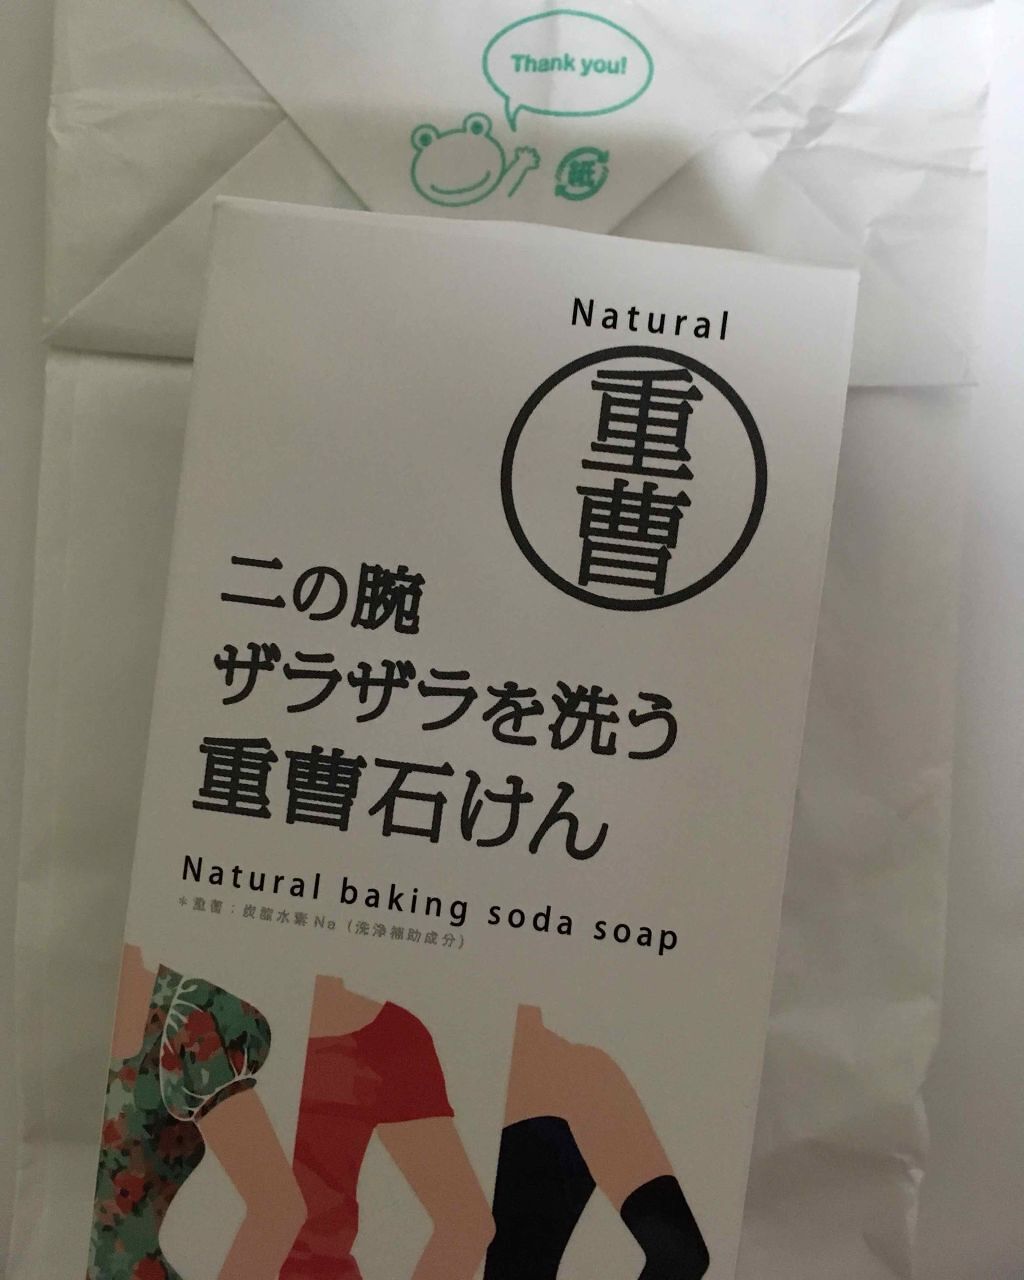 Thank you!
紙
Natural
重曹
二の腕
ザラザラを洗う
重曹石けん
Natural baking soda soap
＊重曹：炭酸水素Na（洗浄補助成分）